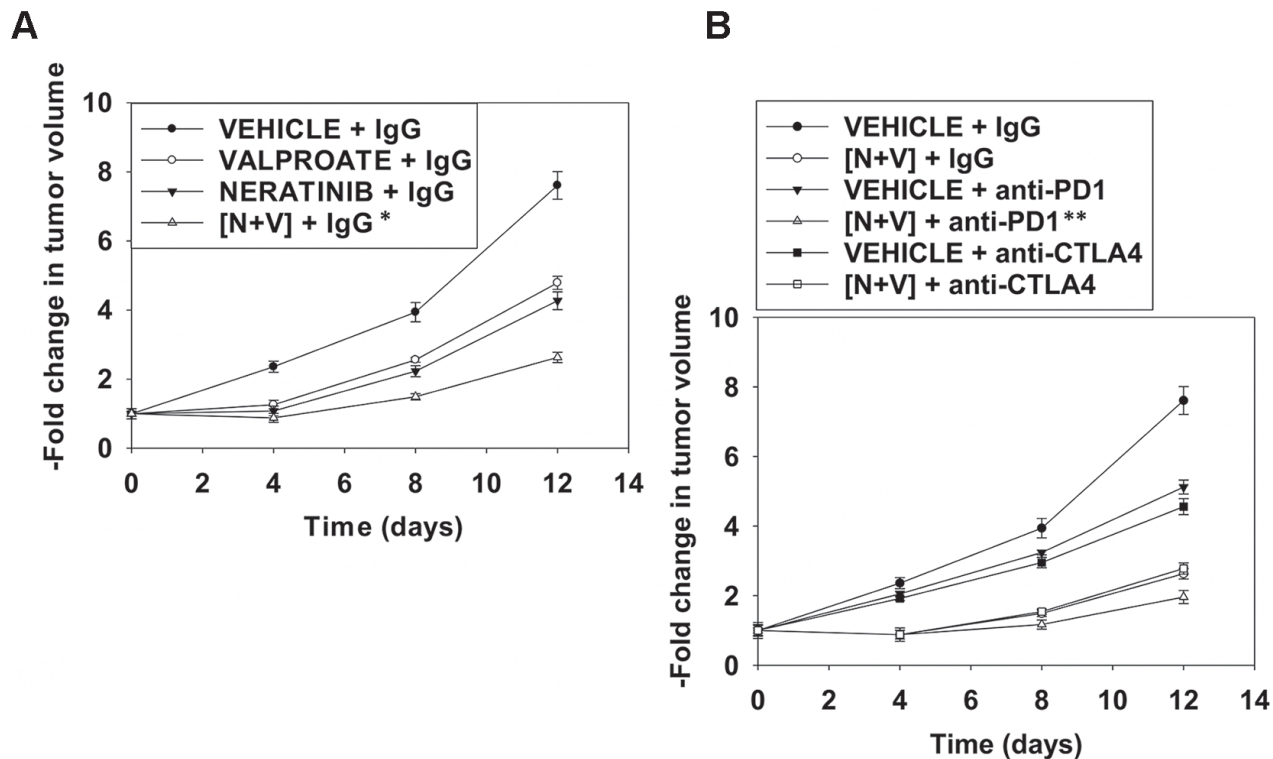 A
-Fold change in tumor volume
10
8
6
4
2
0
VEHICLE + IgG
VALPROATE + IgG
NERATINIB + IgG
[N+V] + IgG *
0 2 4 6 8 10 12 14
Time (days)
B
VEHICLE + IgG
[N+V] + IgG
VEHICLE + anti-PD1
[N+V] + anti-PD1**
VEHICLE + anti-CTLA4
[N+V] + anti-CTLA4
-Fold change in tumor volume
10
8
6
4
2
0
0 2 4 6 8 10 12 14
Time (days)